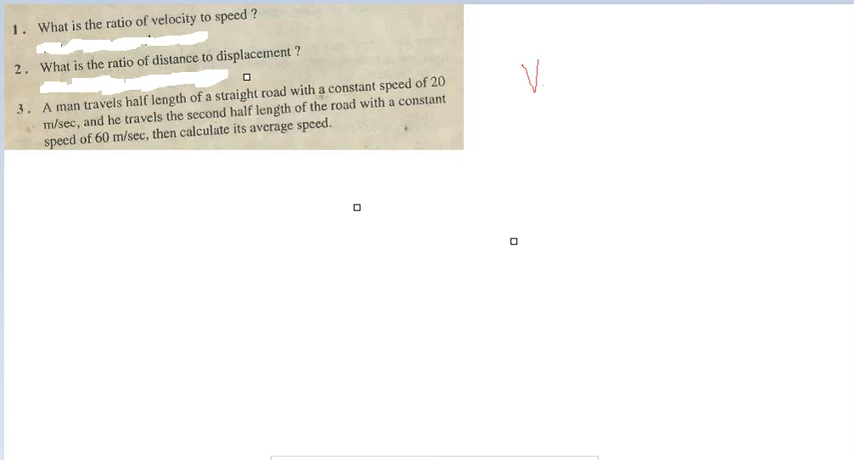 1. What is the ratio of velocity to speed ?
2. What is the ratio of distance to displacement ?
3. A man travels half length of a straight road with a constant speed of 20
m/sec, and he travels the second half length of the road with a constant
speed of 60 m/sec, then calculate its average speed.
V